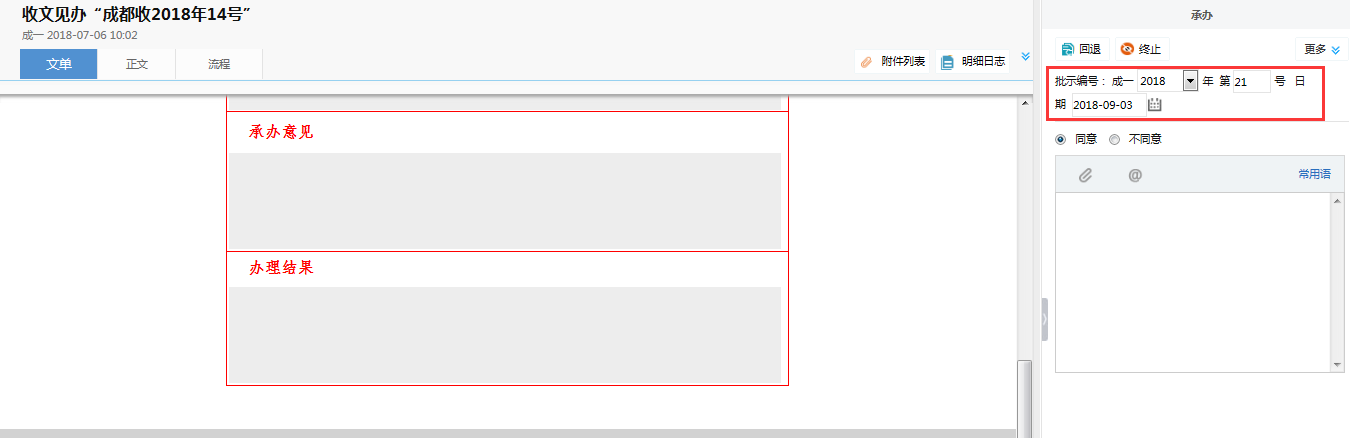 收文见办“成都收2018年14号”
成一 2018-07-06 10:02
文单 正文 流程
附件列表 明细日志
承办意见
办理结果
承办
回退 终止 更多
批示编号： 成一 2018 年 第 21 号 日
期 2018-09-03
同意 不同意
@ 常用语